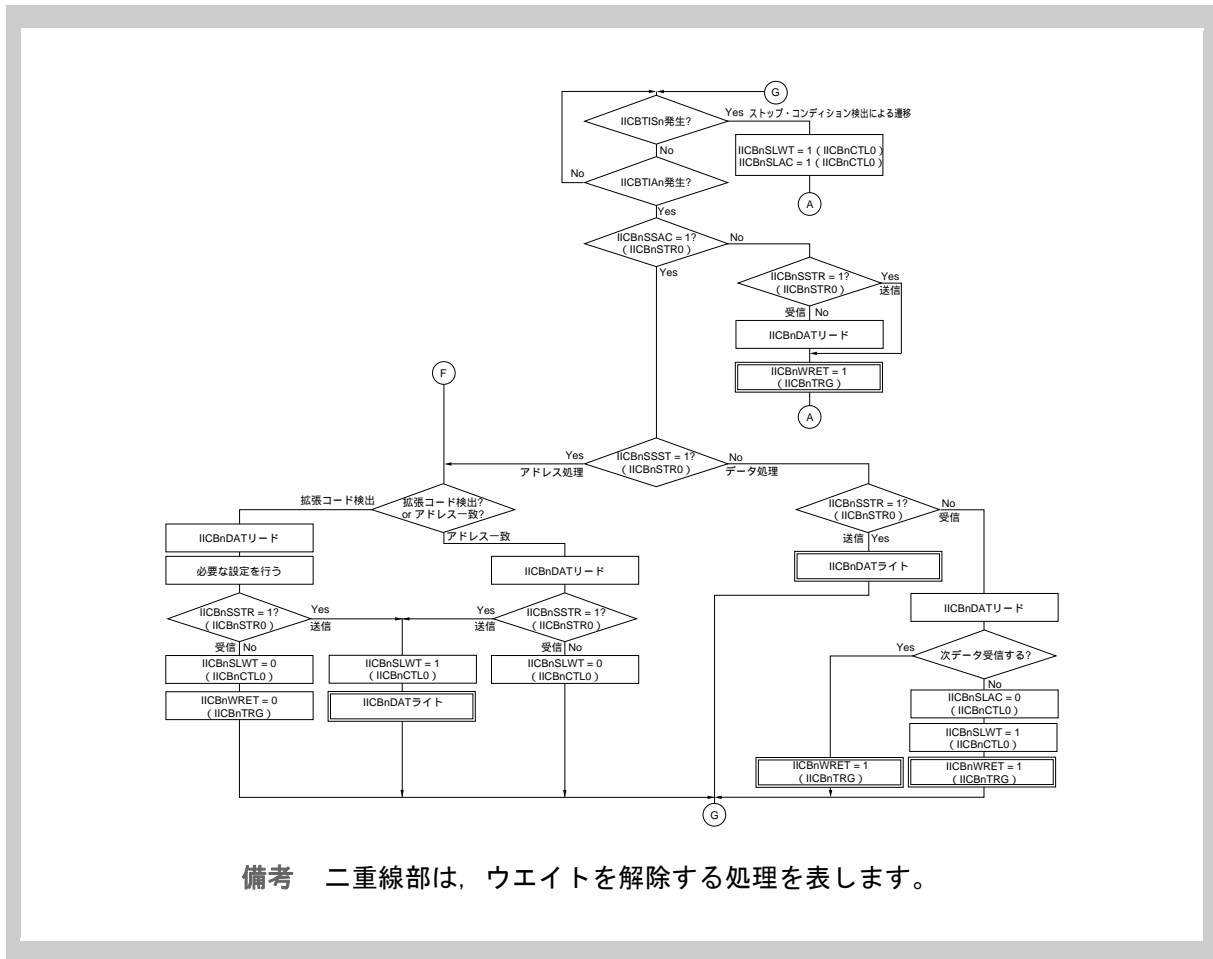 G
IICBTISn発生?
Yes ストップ・コンディション検出による遷移
No
IICBnSLWT = 1 ( IICBnCTL0 )
IICBnSLAC = 1 ( IICBnCTL0 )
A
No
IICBTIAn発生?
Yes
IICBnSSAC = 1?
( IICBnSTR0 )
No
Yes
IICBnSSTR = 1?
( IICBnSTR0 )
Yes
送信
受信 No
IICBnDATリード
IICBnWRET = 1
( IICBnTRG )
A
F
IICBnSSST = 1?
( IICBnSTR0 )
Yes
アドレス処理
No
データ処理
拡張コード検出
拡張コード検出?
or アドレス一致?
アドレス一致
IICBnDATリード
必要な設定を行う
IICBnSSTR = 1?
( IICBnSTR0 )
Yes
送信
受信 No
IICBnSLWT = 0
( IICBnCTL0 )
IICBnWRET = 0
( IICBnTRG )
IICBnSLWT = 1
( IICBnCTL0 )
IICBnDATライト
IICBnDATリード
Yes
送信
IICBnSSTR = 1?
( IICBnSTR0 )
受信 No
IICBnSLWT = 0
( IICBnCTL0 )
IICBnSSTR = 1?
( IICBnSTR0 )
No
受信
送信 Yes
IICBnDATライト
IICBnDATリード
Yes
次データ受信する?
No
IICBnSLAC = 0
( IICBnCTL0 )
IICBnSLWT = 1
( IICBnCTL0 )
IICBnWRET = 1
( IICBnTRG )
IICBnWRET = 1
( IICBnTRG )
G
備考 二重線部は，ウエイトを解除する処理を表します。